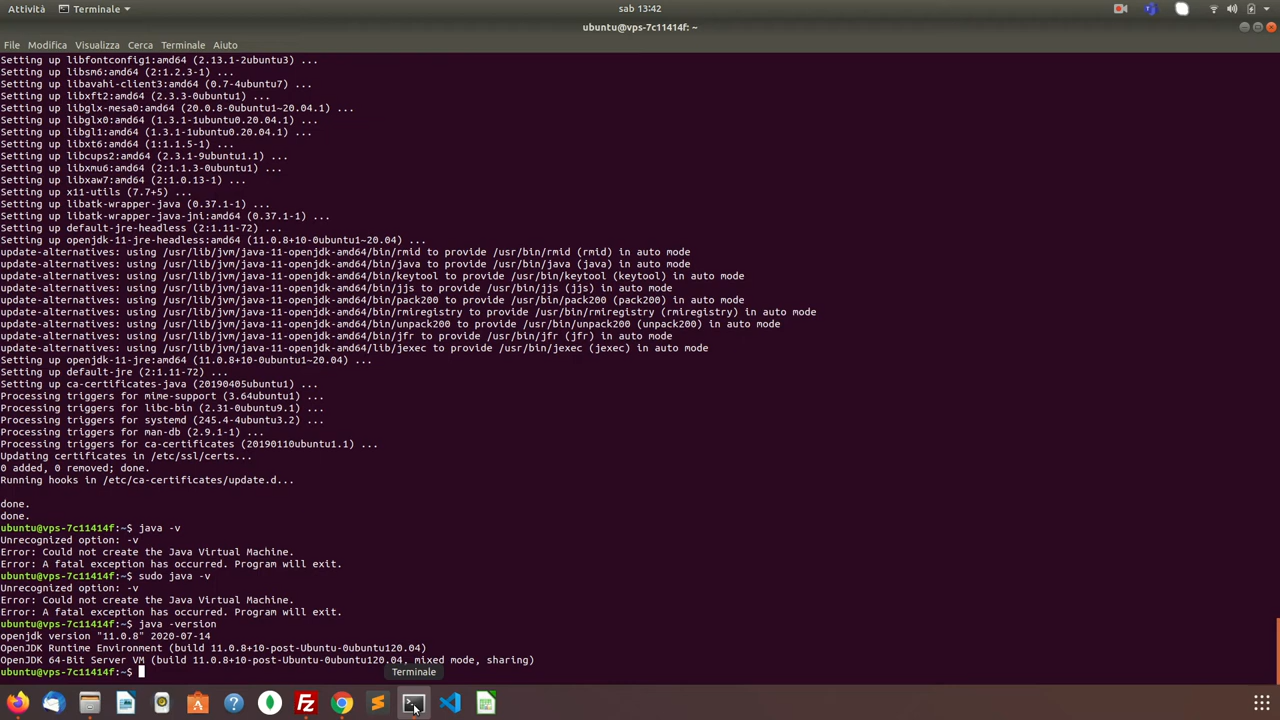 Attività
Terminale
sab 13:42
ubuntu@vps-7c11414f: ~
File Modifica Visualizza Cerca Terminale Aiuto
Setting up libfontconfig1:amd64 (2.13.1-2ubuntu3) ...
Setting up libsm6:amd64 (2:1.2.3-1) ...
Setting up libavahi-client3:amd64 (0.7-4ubuntu7) ...
Setting up libxft2:amd64 (2.3.3-0ubuntu1) ...
Setting up libglx-mesa0:amd64 (20.0.8-0ubuntu1~20.04.1) ...
Setting up libglx0:amd64 (1.3.1-1ubuntu0.20.04.1) ...
Setting up libgl1:amd64 (1.3.1-1ubuntu0.20.04.1) ...
Setting up libxt6:amd64 (1:1.1.5-1) ...
Setting up libcups2:amd64 (2.3.1-9ubuntu1.1) ...
Setting up libxmu6:amd64 (2:1.1.3-0ubuntu1) ...
Setting up libxaw7:amd64 (2:1.0.13-1) ...
Setting up x11-utils (7.7+5) ...
Setting up libatk-wrapper-java (0.37.1-1) ...
Setting up libatk-wrapper-java-jni:amd64 (0.37.1-1) ...
Setting up default-jre-headless (2:1.11-72) ...
Setting up openjdk-11-jre-headless:amd64 (11.0.8+10-0ubuntu1~20.04) ...
update-alternatives: using /usr/lib/jvm/java-11-openjdk-amd64/bin/rmid to provide /usr/bin/rmid (rmid) in auto mode
update-alternatives: using /usr/lib/jvm/java-11-openjdk-amd64/bin/java to provide /usr/bin/java (java) in auto mode
update-alternatives: using /usr/lib/jvm/java-11-openjdk-amd64/bin/keytool to provide /usr/bin/keytool (keytool) in auto mode
update-alternatives: using /usr/lib/jvm/java-11-openjdk-amd64/bin/jjs to provide /usr/bin/jjs (jjs) in auto mode
update-alternatives: using /usr/lib/jvm/java-11-openjdk-amd64/bin/pack200 to provide /usr/bin/pack200 (pack200) in auto mode
update-alternatives: using /usr/lib/jvm/java-11-openjdk-amd64/bin/rmiregistry to provide /usr/bin/rmiregistry (rmiregistry) in auto mode
update-alternatives: using /usr/lib/jvm/java-11-openjdk-amd64/bin/unpack200 to provide /usr/bin/unpack200 (unpack200) in auto mode
update-alternatives: using /usr/lib/jvm/java-11-openjdk-amd64/bin/jfr to provide /usr/bin/jfr (jfr) in auto mode
update-alternatives: using /usr/lib/jvm/java-11-openjdk-amd64/lib/jexec to provide /usr/bin/jexec (jexec) in auto mode
Setting up openjdk-11-jre:amd64 (11.0.8+10-0ubuntu1~20.04) ...
Setting up default-jre (2:1.11-72) ...
Setting up ca-certificates-java (20190405ubuntu1) ...
Processing triggers for mime-support (3.64ubuntu1) ...
Processing triggers for libc-bin (2.31-0ubuntu9.1) ...
Processing triggers for systemd (245.4-4ubuntu3.2) ...
Processing triggers for man-db (2.9.1-1) ...
Processing triggers for ca-certificates (20190110ubuntu1.1) ...
Updating certificates in /etc/ssl/certs...
0 added, 0 removed; done.
Running hooks in /etc/ca-certificates/update.d...
done.
done.
ubuntu@vps-7c11414f:~$ java -v
Unrecognized option: -v
Error: Could not create the Java Virtual Machine.
Error: A fatal exception has occurred. Program will exit.
ubuntu@vps-7c11414f:~$ sudo java -v
Unrecognized option: -v
Error: Could not create the Java Virtual Machine.
Error: A fatal exception has occurred. Program will exit.
ubuntu@vps-7c11414f:~$ java -version
openjdk version "11.0.8" 2020-07-14
OpenJDK Runtime Environment (build 11.0.8+10-post-Ubuntu-0ubuntu120.04)
OpenJDK 64-Bit Server VM (build 11.0.8+10-post-Ubuntu-0ubuntu120.04, mixed mode, sharing)
ubuntu@vps-7c11414f:~$
Terminale